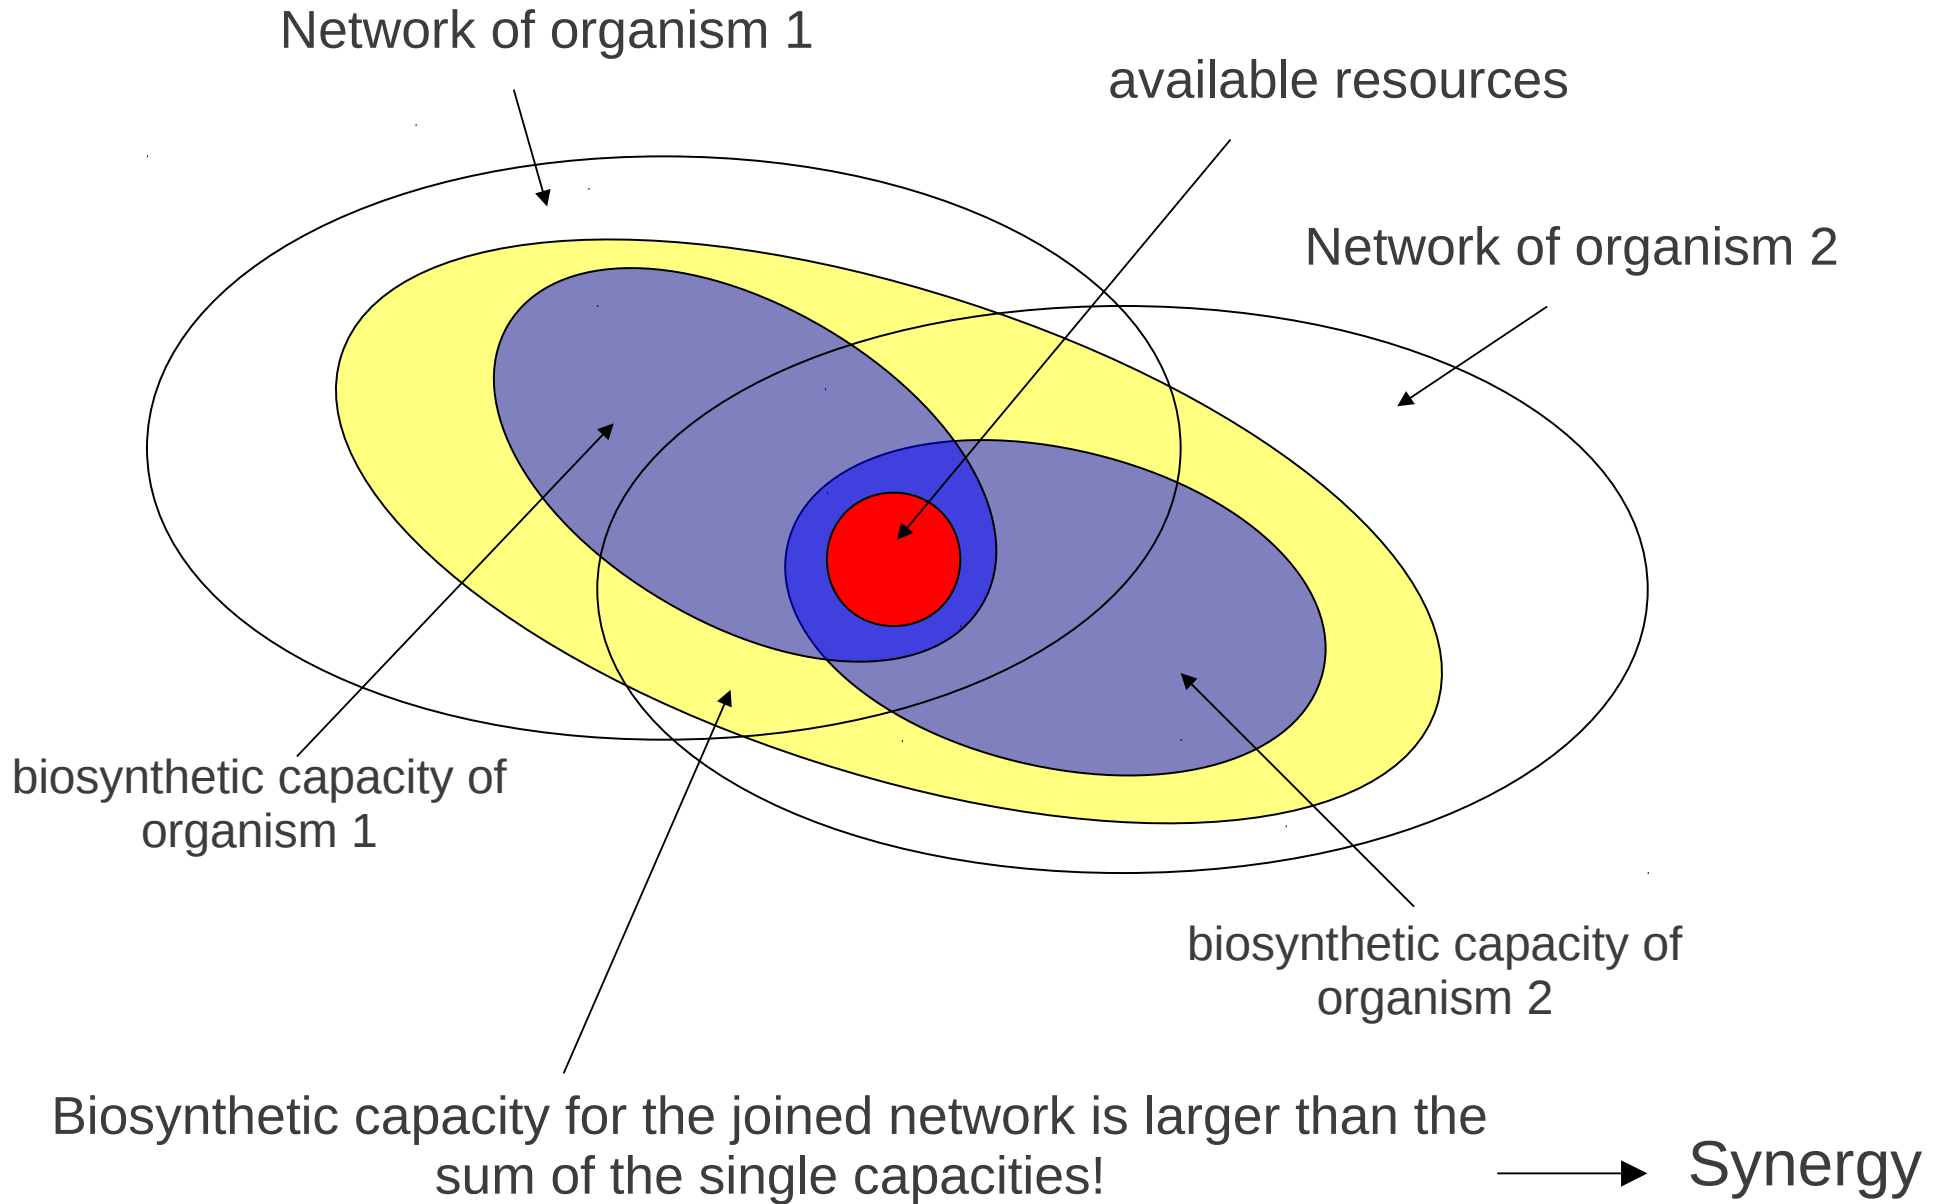 Network of organism 1
available resources
Network of organism 2
biosynthetic capacity of
organism 1
biosynthetic capacity of
organism 2
Biosynthetic capacity for the joined network is larger than the
sum of the single capacities!
Synergy